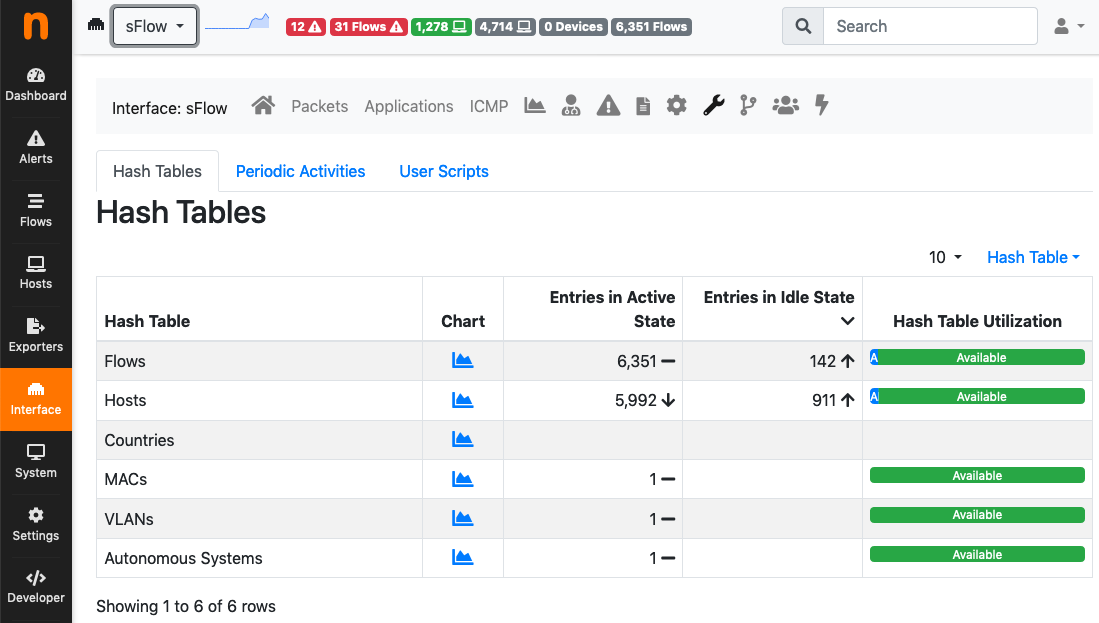 n
sFlow
12
31 Flows
1,278
4,714
0 Devices
6,351 Flows
Search
Dashboard
Alerts
Flows
Hosts
Exporters
Interface
System
Settings
Developer
Interface: sFlow
Packets
Applications
ICMP
Hash Tables
Periodic Activities
User Scripts
Hash Tables
10
Hash Table
Hash Table
Chart
Entries in Active
State
Entries in Idle State
Hash Table Utilization
Flows
6,351
142
A
Available
Hosts
5,992
911
A
Available
Countries
MACs
1
Available
VLANs
1
Available
Autonomous Systems
1
Available
Showing 1 to 6 of 6 rows